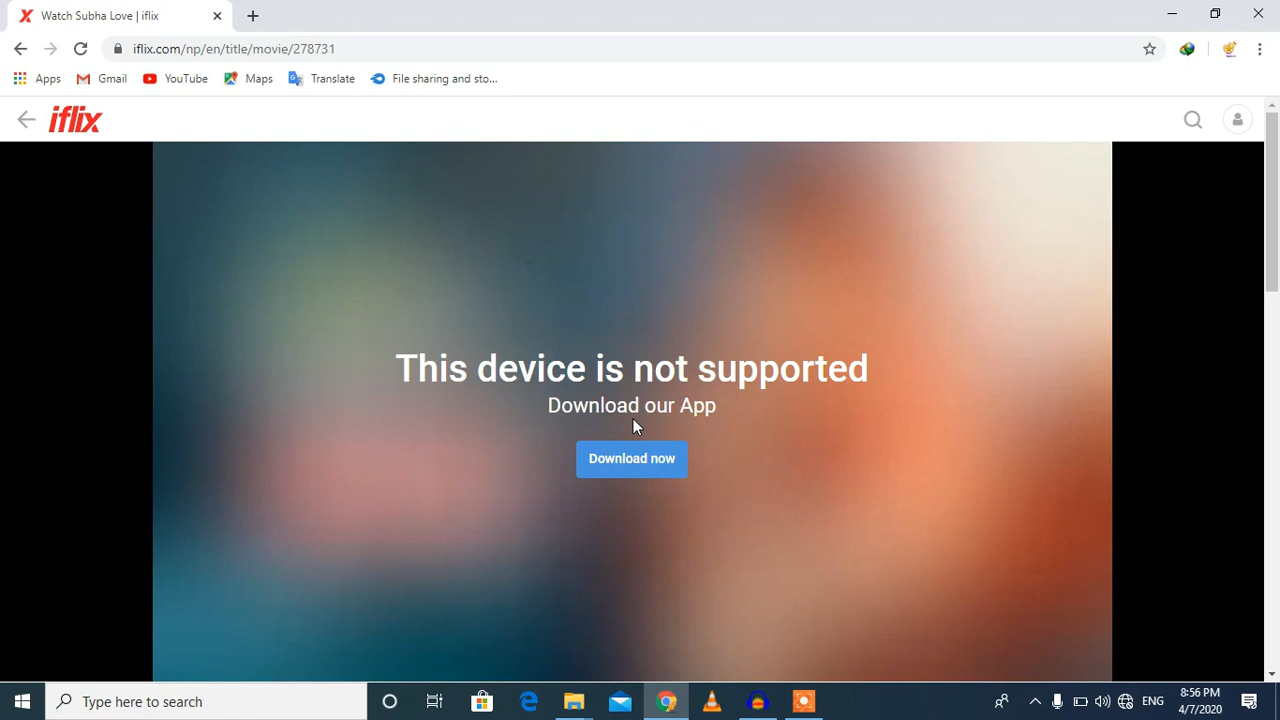 Watch Subha Love | iflix
iflix.com/np/en/title/movie/278731
Apps Gmail YouTube Maps Translate File sharing and sto...
iflix
This device is not supported
Download our App
Download now
Type here to search
ENG
8:56 PM
4/7/2020